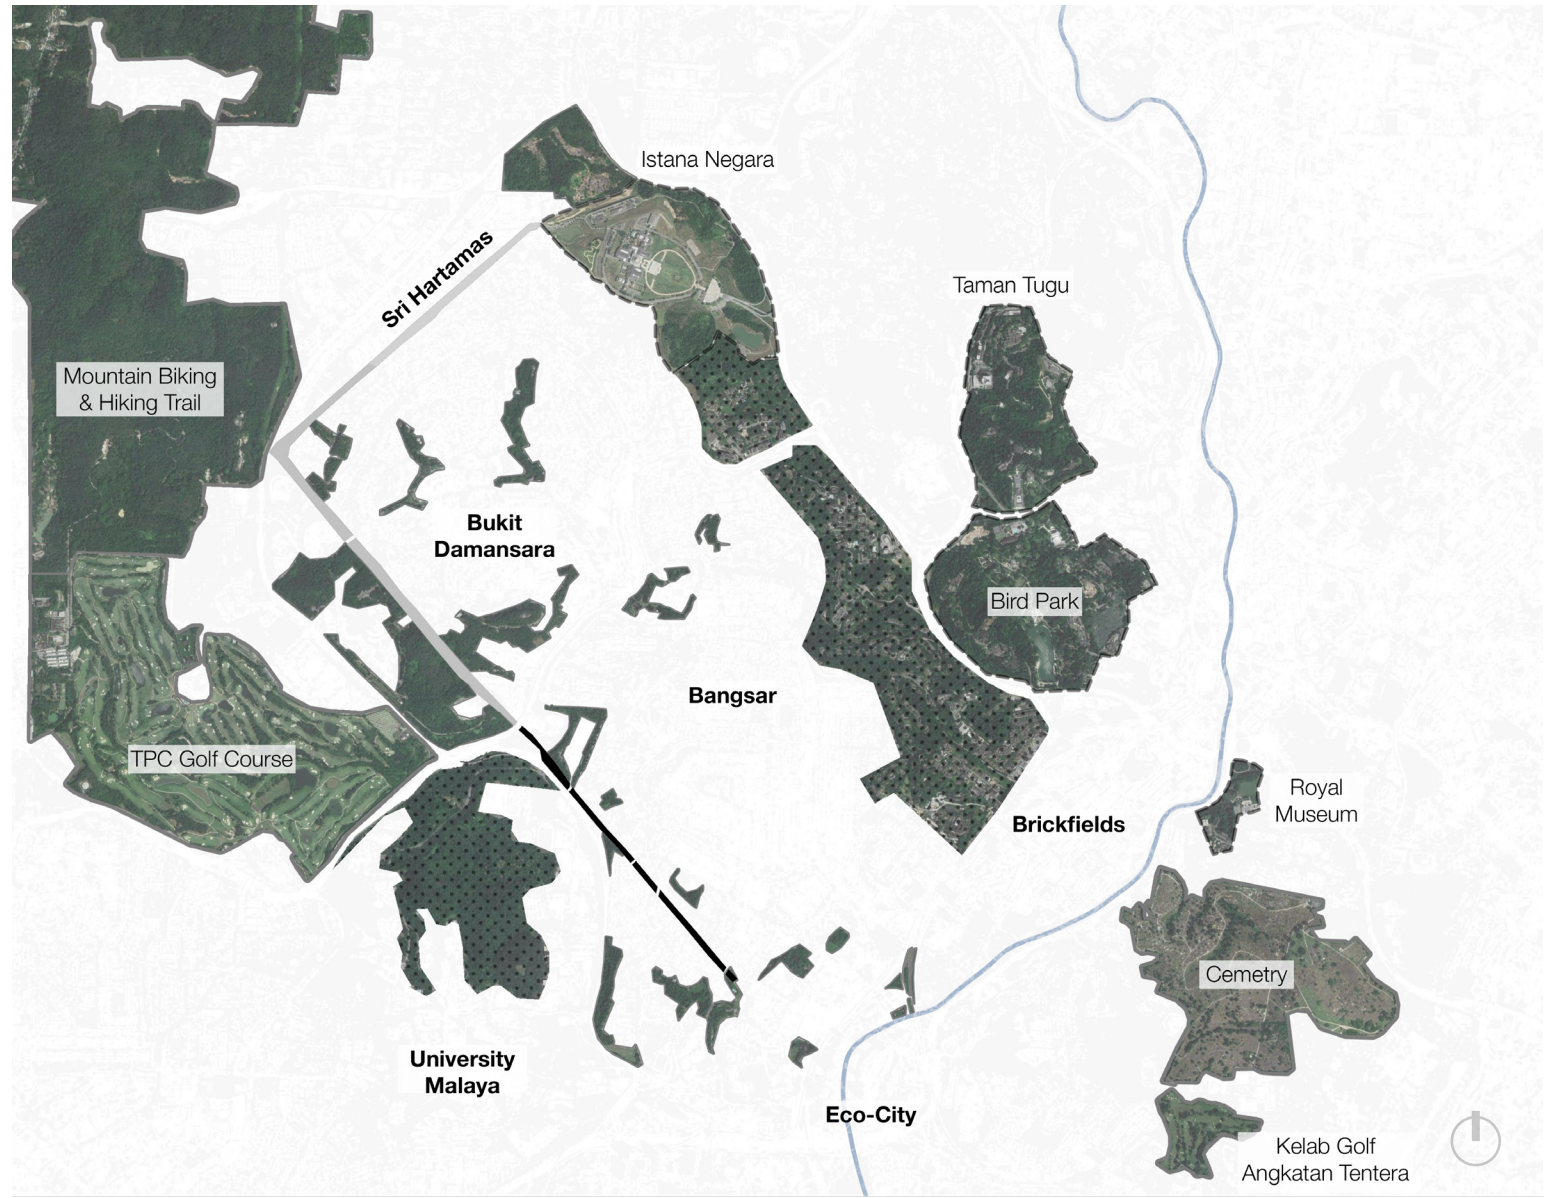 Istana Negara
Sri Hartamas
Taman Tugu
Mountain Biking
& Hiking Trail
Bukit
Damansara
Bird Park
Bangsar
TPC Golf Course
Royal
Museum
Brickfields
Cemetry
University
Malaya
Eco-City
Kelab Golf
Angkatan Tentera